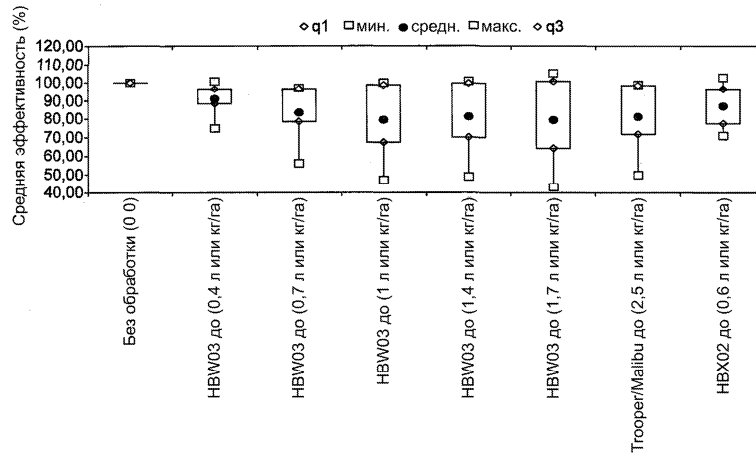 q1 мин. средн. макс. q3
Средняя эффективность (%)
120,00
110,00
100,00
90,00
80,00
70,00
60,00
50,00
40,00
Без обработки (0 0)
HBW03 до (0,4 л или кг/га)
HBW03 до (0,7 л или кг/га)
HBW03 до (1 л или кг/га)
HBW03 до (1,4 л или кг/га)
HBW03 до (1,7 л или кг/га)
Trooper/Malibu до (2,5 л или кг/га)
HBX02 до (0,6 л или кг/га)